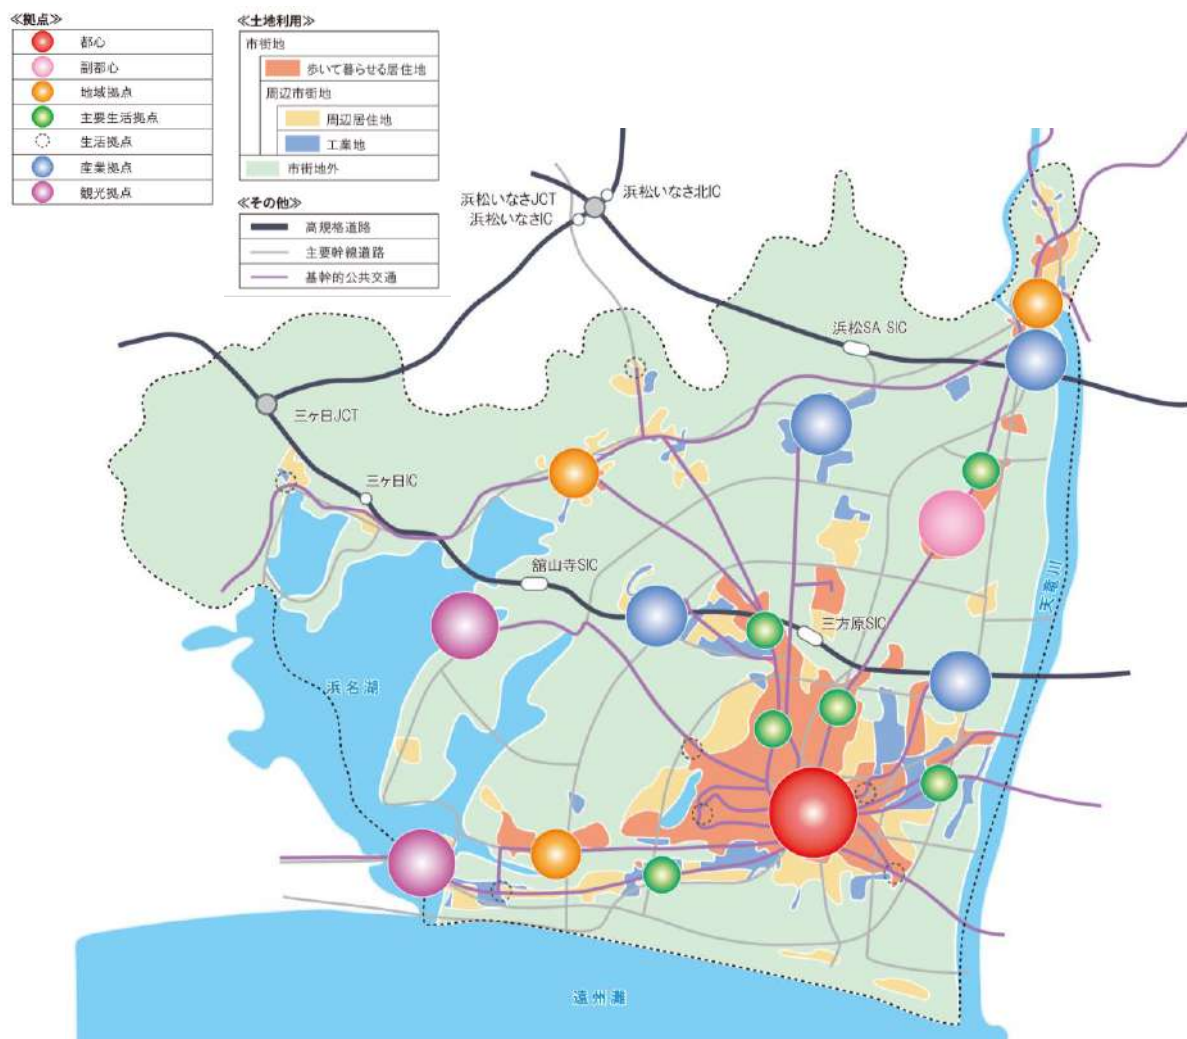 ≪拠点≫
都心
副都心
地域拠点
主要生活拠点
生活拠点
産業拠点
観光拠点
≪土地利用≫
市街地
歩いて暮らせる居住地
周辺市街地
周辺居住地
工業地
市街地外
≪その他≫
高規格道路
主要幹線道路
基幹的公共交通
浜松いなさJCT
浜松いなさ北IC
浜松いなさIC
浜松SA SIC
三ヶ日JCT
三ヶ日IC
舘山寺SIC
三方原SIC
天竜川
浜名湖
遠州灘